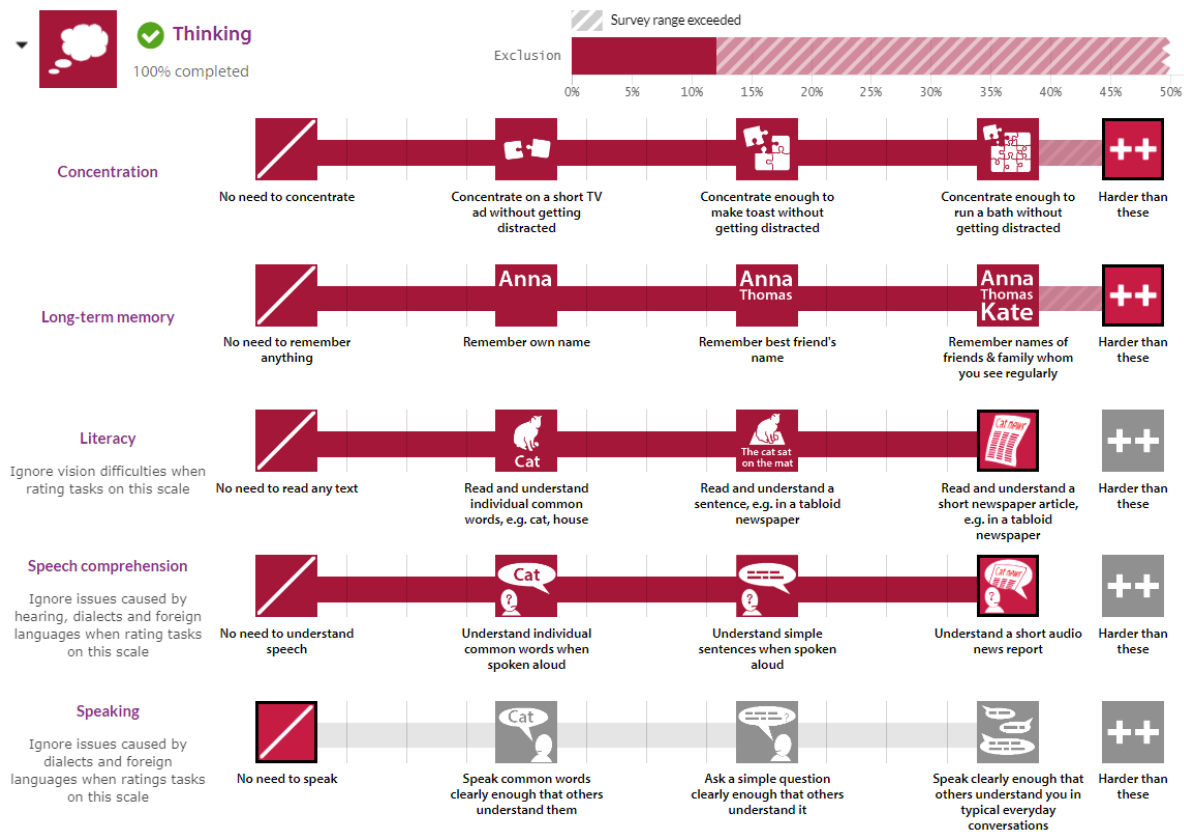 Thinking
100% completed
Survey range exceeded
Exclusion
0% 5% 10% 15% 20% 25% 30% 35% 40% 45% 50%
Concentration
++
No need to concentrate
Concentrate on a short TV
ad without getting
distracted
Concentrate enough to
make toast without
getting distracted
Concentrate enough to
run a bath without
getting distracted
Harder than
these
Long-term memory
Anna
Anna
Thomas
Anna
Thomas
Kate
++
No need to remember
anything
Remember own name
Remember best friend's
name
Remember names of
friends & family whom
you see regularly
Harder than
these
Literacy
Ignore vision difficulties when
rating tasks on this scale
Cat
The cat sat
on the mat
Cat news
++
No need to read any text
Read and understand
individual common
words, e.g. cat, house
Read and understand a
sentence, e.g. in a tabloid
newspaper
Read and understand a
short newspaper article,
e.g. in a tabloid
newspaper
Harder than
these
Speech comprehension
Ignore issues caused by
hearing, dialects and foreign
languages when rating tasks
on this scale
Cat
?
?
Cat news
?
++
No need to understand
speech
Understand individual
common words when
spoken aloud
Understand simple
sentences when spoken
aloud
Understand a short audio
news report
Harder than
these
Speaking
Ignore issues caused by
dialects and foreign
languages when ratings tasks
on this scale
Cat
?
++
No need to speak
Speak common words
clearly enough that others
understand them
Ask a simple question
clearly enough that others
understand it
Speak clearly enough that
others understand you in
typical everyday
conversations
Harder than
these